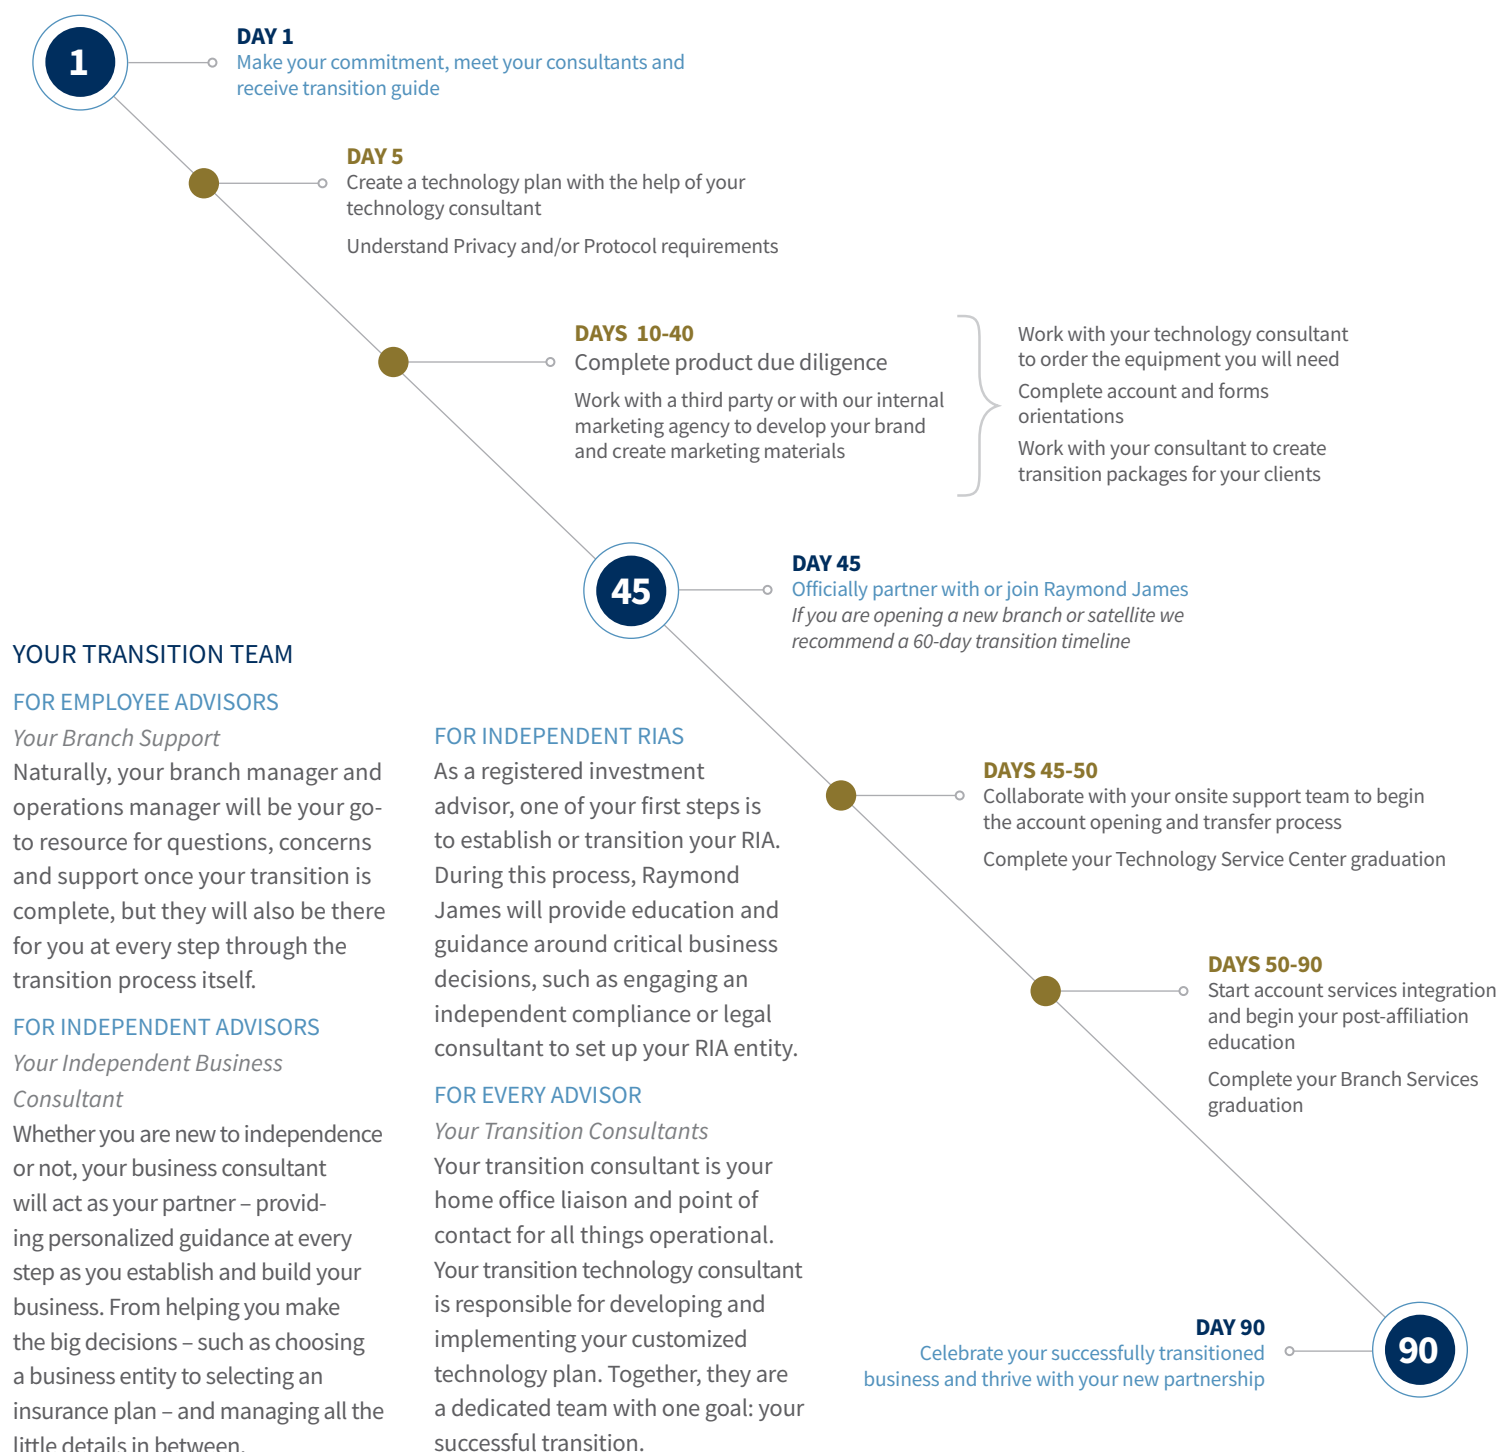 1
DAY 1
Make your commitment, meet your consultants and
receive transition guide
DAY 5
Create a technology plan with the help of your
technology consultant
Understand Privacy and/or Protocol requirements
DAYS 10-40
Complete product due diligence
Work with a third party or with our internal
marketing agency to develop your brand
and create marketing materials
Work with your technology consultant
to order the equipment you will need
Complete account and forms
orientations
Work with your consultant to create
transition packages for your clients
45
DAY 45
Officially partner with or join Raymond James
If you are opening a new branch or satellite we
recommend a 60-day transition timeline
YOUR TRANSITION TEAM
FOR EMPLOYEE ADVISORS
Your Branch Support
Naturally, your branch manager and
operations manager will be your go-
to resource for questions, concerns
and support once your transition is
complete, but they will also be there
for you at every step through the
transition process itself.
FOR INDEPENDENT ADVISORS
Your Independent Business
Consultant
Whether you are new to independence
or not, your business consultant
will act as your partner – provid-
ing personalized guidance at every
step as you establish and build your
business. From helping you make
the big decisions – such as choosing
a business entity to selecting an
insurance plan – and managing all the
little details in between.
FOR INDEPENDENT RIAS
As a registered investment
advisor, one of your first steps is
to establish or transition your RIA.
During this process, Raymond
James will provide education and
guidance around critical business
decisions, such as engaging an
independent compliance or legal
consultant to set up your RIA entity.
FOR EVERY ADVISOR
Your Transition Consultants
Your transition consultant is your
home office liaison and point of
contact for all things operational.
Your transition technology consultant
is responsible for developing and
implementing your customized
technology plan. Together, they are
a dedicated team with one goal: your
successful transition.
DAYS 45-50
Collaborate with your onsite support team to begin
the account opening and transfer process
Complete your Technology Service Center graduation
DAYS 50-90
Start account services integration
and begin your post-affiliation
education
Complete your Branch Services
graduation
DAY 90
Celebrate your successfully transitioned
business and thrive with your new partnership
90